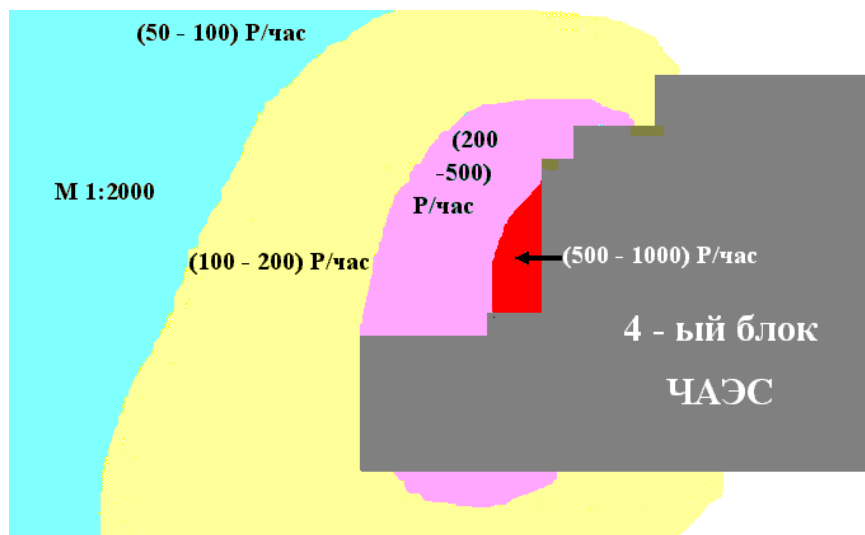 (50 - 100) Р/час
(200
-500)
Р/час
М 1:2000
(100 - 200) Р/час
(500 - 1000) Р/час
4 - ый блок
ЧАЭС